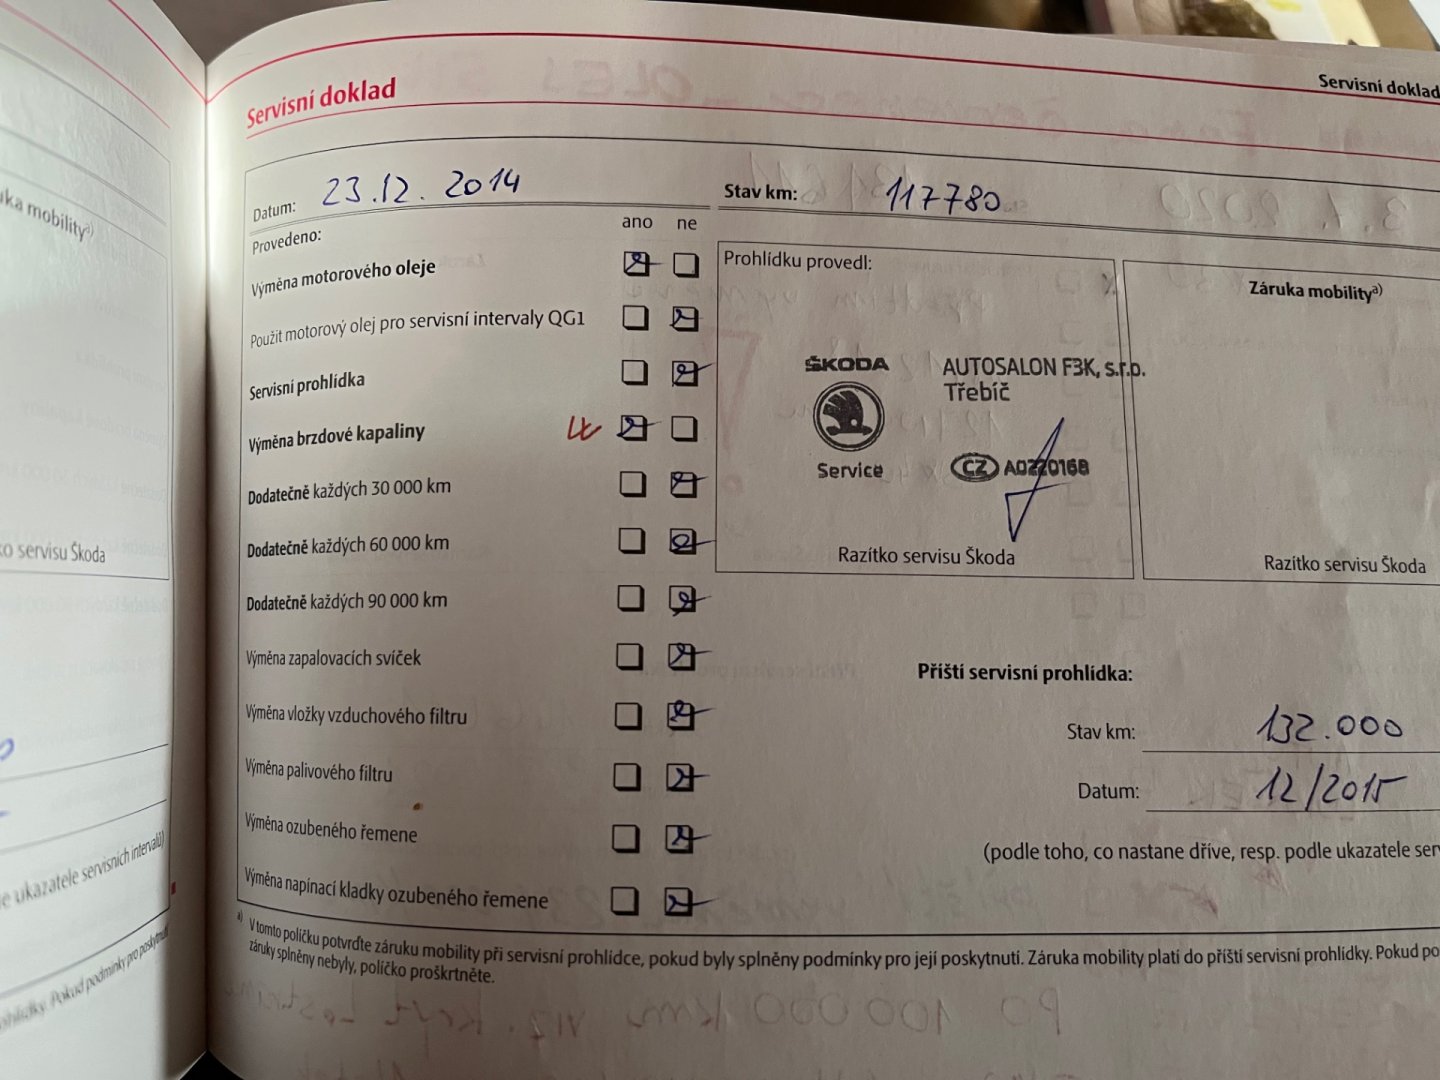 Servisní doklad
Servisní doklad
Datum: 23.12.2014
Stav km: 117780
Provedeno:
ano ne
Výměna motorového oleje
Použit motorový olej pro servisní intervaly QG1
Servisní prohlídka
Výměna brzdové kapaliny
Dodatečně každých 30 000 km
Dodatečně každých 60 000 km
Dodatečně každých 90 000 km
Výměna zapalovacích svíček
Výměna vložky vzduchového filtru
Výměna palivového filtru
Výměna ozubeného řemene
Výměna napínací kladky ozubeného řemene
Prohlídku provedl:
ŠKODA
Service
AUTOSALON F3K, s.r.o.
Třebíč
CZ A0220168
Razítko servisu Škoda
Záruka mobility a)
Razítko servisu Škoda
Příští servisní prohlídka:
Stav km: 132.000
Datum: 12/2015
(podle toho, co nastane dříve, resp. podle ukazatele ser
a) V tomto políčku potvrďte záruku mobility při servisní prohlídce, pokud byly splněny podmínky pro její poskytnutí. Záruka mobility platí do příští servisní prohlídky. Pokud po
záruky splněny nebyly, políčko proškrtněte.
uka mobility a)
ko servisu Škoda
e ukazatele servisních intervalů)
ohlídky. Pokud podmínky pro poskytnutí